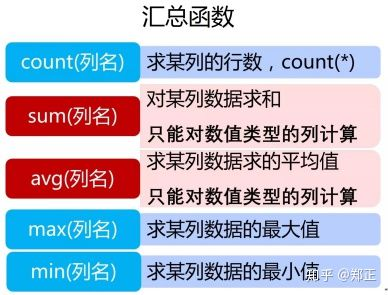 汇总函数
count(列名) 求某列的行数，count(*)
sum(列名) 对某列数据求和
只能对数值类型的列计算
avg(列名) 求某列数据求的平均值
只能对数值类型的列计算
max(列名) 求某列数据的最大值
min(列名) 求某列数据的最小值
知乎 @郑正